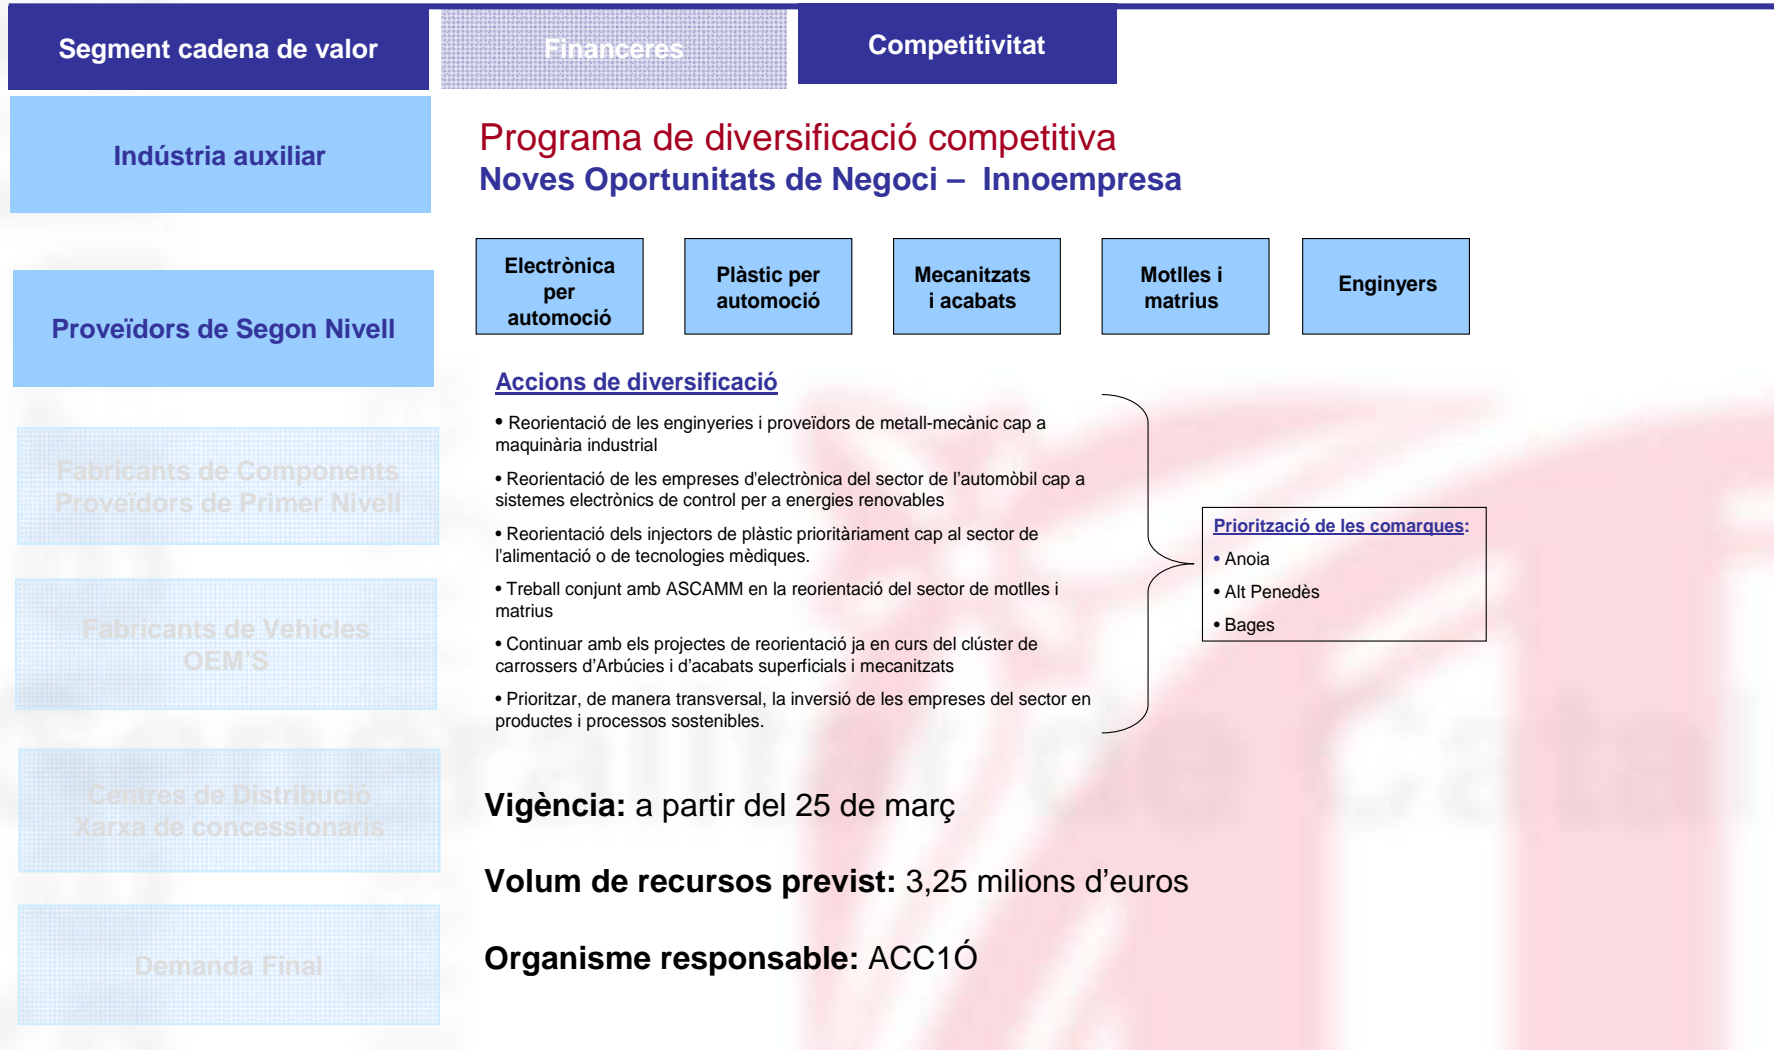 Segment cadena de valor
Financeres
Competitivitat
Indústria auxiliar
Proveïdors de Segon Nivell
Fabricants de Components
Proveïdors de Primer Nivell
Fabricants de Vehicles
OEM'S
Centres de Distribució
Xarxa de concessionaris
Demanda Final
Programa de diversificació competitiva
Noves Oportunitats de Negoci – Innoempresa
Electrònica
per
automoció
Plàstic per
automoció
Mecanitzats
i acabats
Motlles i
matrius
Enginyers
Accions de diversificació
• Reorientació de les enginyeries i proveïdors de metall-mecànic cap a
maquinària industrial
• Reorientació de les empreses d'electrònica del sector de l'automòbil cap a
sistemes electrònics de control per a energies renovables
• Reorientació dels injectors de plàstic prioritàriament cap al sector de
l'alimentació o de tecnologies mèdiques.
• Treball conjunt amb ASCAMM en la reorientació del sector de motlles i
matrius
• Continuar amb els projectes de reorientació ja en curs del clúster de
carrossers d'Arbúcies i d'acabats superficials i mecanitzats
• Prioritzar, de manera transversal, la inversió de les empreses del sector en
productes i processos sostenibles.
Priorització de les comarques:
• Anoia
• Alt Penedès
• Bages
Vigència: a partir del 25 de març
Volum de recursos previst: 3,25 milions d'euros
Organisme responsable: ACC1Ó